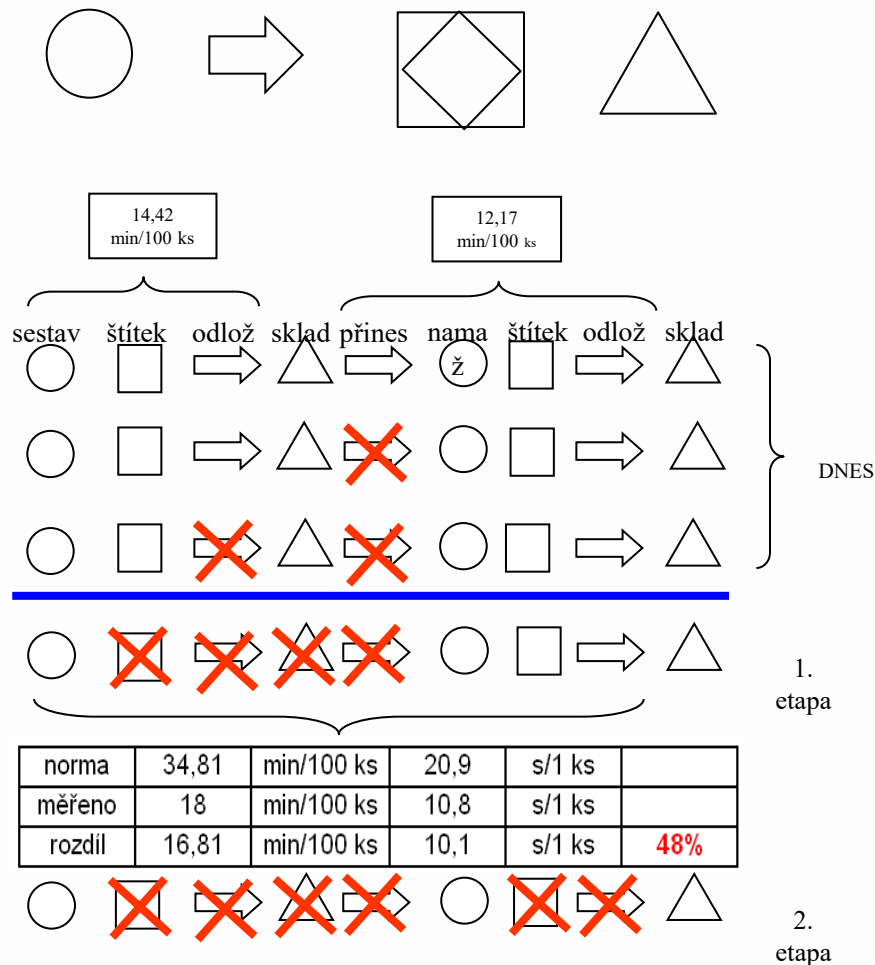 14,42
min/100 ks
12,17
min/100 ks
sestav štítek odlož sklad přines nama štítek odlož sklad
ž
DNES
1.
etapa
norma 34,81 min/100 ks 20,9 s/1 ks
měřeno 18 min/100 ks 10,8 s/1 ks
rozdíl 16,81 min/100 ks 10,1 s/1 ks 48%
2.
etapa